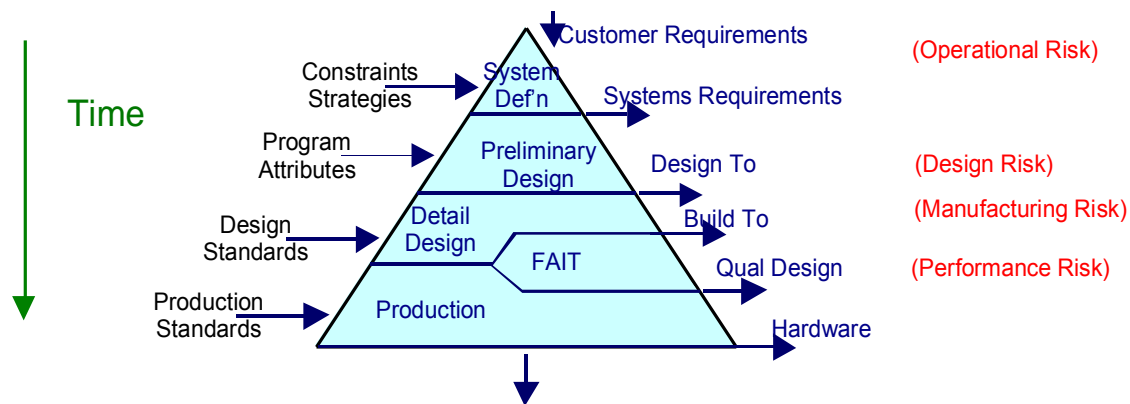 Customer Requirements
(Operational Risk)
Constraints
Strategies
System
Def'n
Systems Requirements
Time
Program
Attributes
Preliminary
Design
Design To
(Design Risk)
Design
Standards
Detail
Design
Build To
(Manufacturing Risk)
FAIT
Qual Design
(Performance Risk)
Production
Standards
Production
Hardware